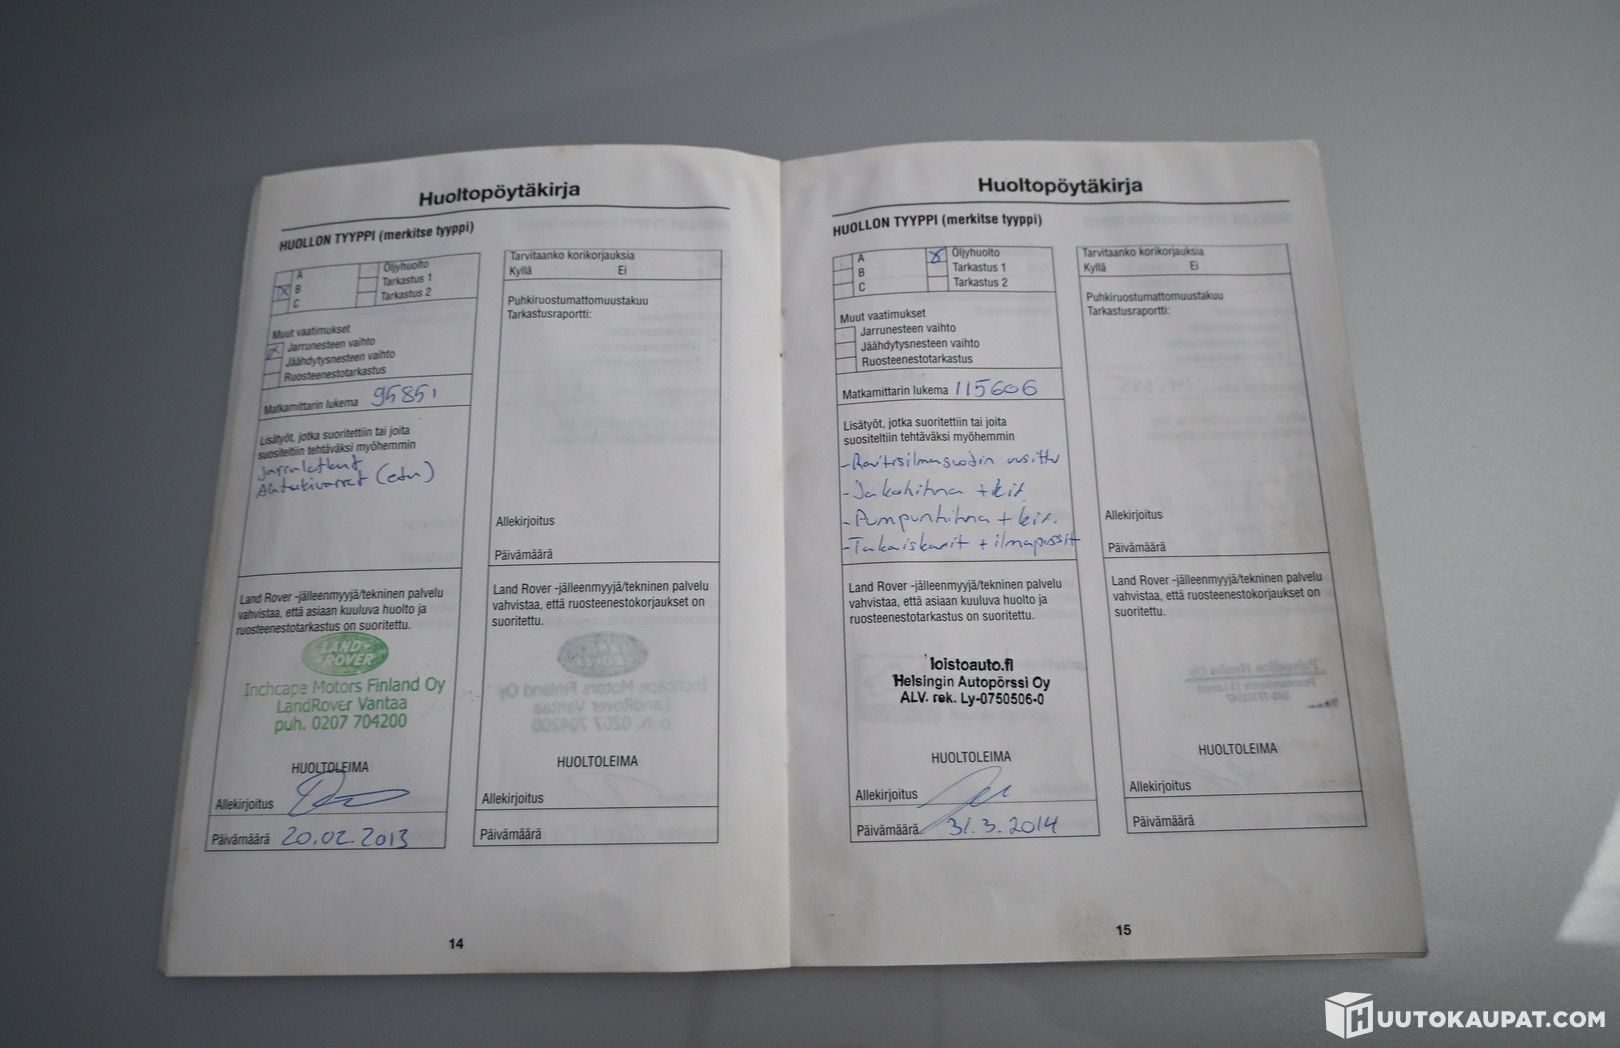 Huoltopöytäkirja
HUOLLON TYYPPI (merkitse tyyppi)
A
X B
C
Öljyhuolto
Tarkastus 1
Tarkastus 2
Muut vaatimukset
X Jarrunesteen vaihto
Jäähdytysnesteen vaihto
Ruosteenestotarkastus
Matkamittarin lukema 95851
Lisätyöt, jotka suoritettiin tai joita
suositeltiin tehtäväksi myöhemmin
Jarruletkut
Alatukivarret (etu)
Land Rover -jälleenmyyjä/tekninen palvelu
vahvistaa, että asiaan kuuluva huolto ja
ruosteenestotarkastus on suoritettu.
LAND
ROVER
Inchcape Motors Finland Oy
LandRover Vantaa
puh. 0207 704200
HUOLTOLEIMA
Allekirjoitus
Päivämäärä 20.02.2013
Tarvitaanko korikorjauksia
Kyllä Ei
Puhkiruostumattomuustakuu
Tarkastusraportti:
Allekirjoitus
Päivämäärä
Land Rover -jälleenmyyjä/tekninen palvelu
vahvistaa, että ruosteenestokorjaukset on
suoritettu.
HUOLTOLEIMA
Allekirjoitus
Päivämäärä
14
Huoltopöytäkirja
HUOLLON TYYPPI (merkitse tyyppi)
A
B
C
X Öljyhuolto
Tarkastus 1
Tarkastus 2
Muut vaatimukset
Jarrunesteen vaihto
Jäähdytysnesteen vaihto
Ruosteenestotarkastus
Matkamittarin lukema 115606
Lisätyöt, jotka suoritettiin tai joita
suositeltiin tehtäväksi myöhemmin
- Raitisilmasuodin uusittu
- Jakohihna + kit.
- Pumpunhihna + kit.
- Takaiskarit + ilmapussit
Land Rover -jälleenmyyjä/tekninen palvelu
vahvistaa, että asiaan kuuluva huolto ja
ruosteenestotarkastus on suoritettu.
loistoauto.fi
Helsingin Autopörssi Oy
ALV. rek. Ly-0750506-0
HUOLTOLEIMA
Allekirjoitus
Päivämäärä 31.3.2014
Tarvitaanko korikorjauksia
Kyllä Ei
Puhkiruostumattomuustakuu
Tarkastusraportti:
Allekirjoitus
Päivämäärä
Land Rover -jälleenmyyjä/tekninen palvelu
vahvistaa, että ruosteenestokorjaukset on
suoritettu.
HUOLTOLEIMA
Allekirjoitus
Päivämäärä
15
HUUTOKAUPAT.COM